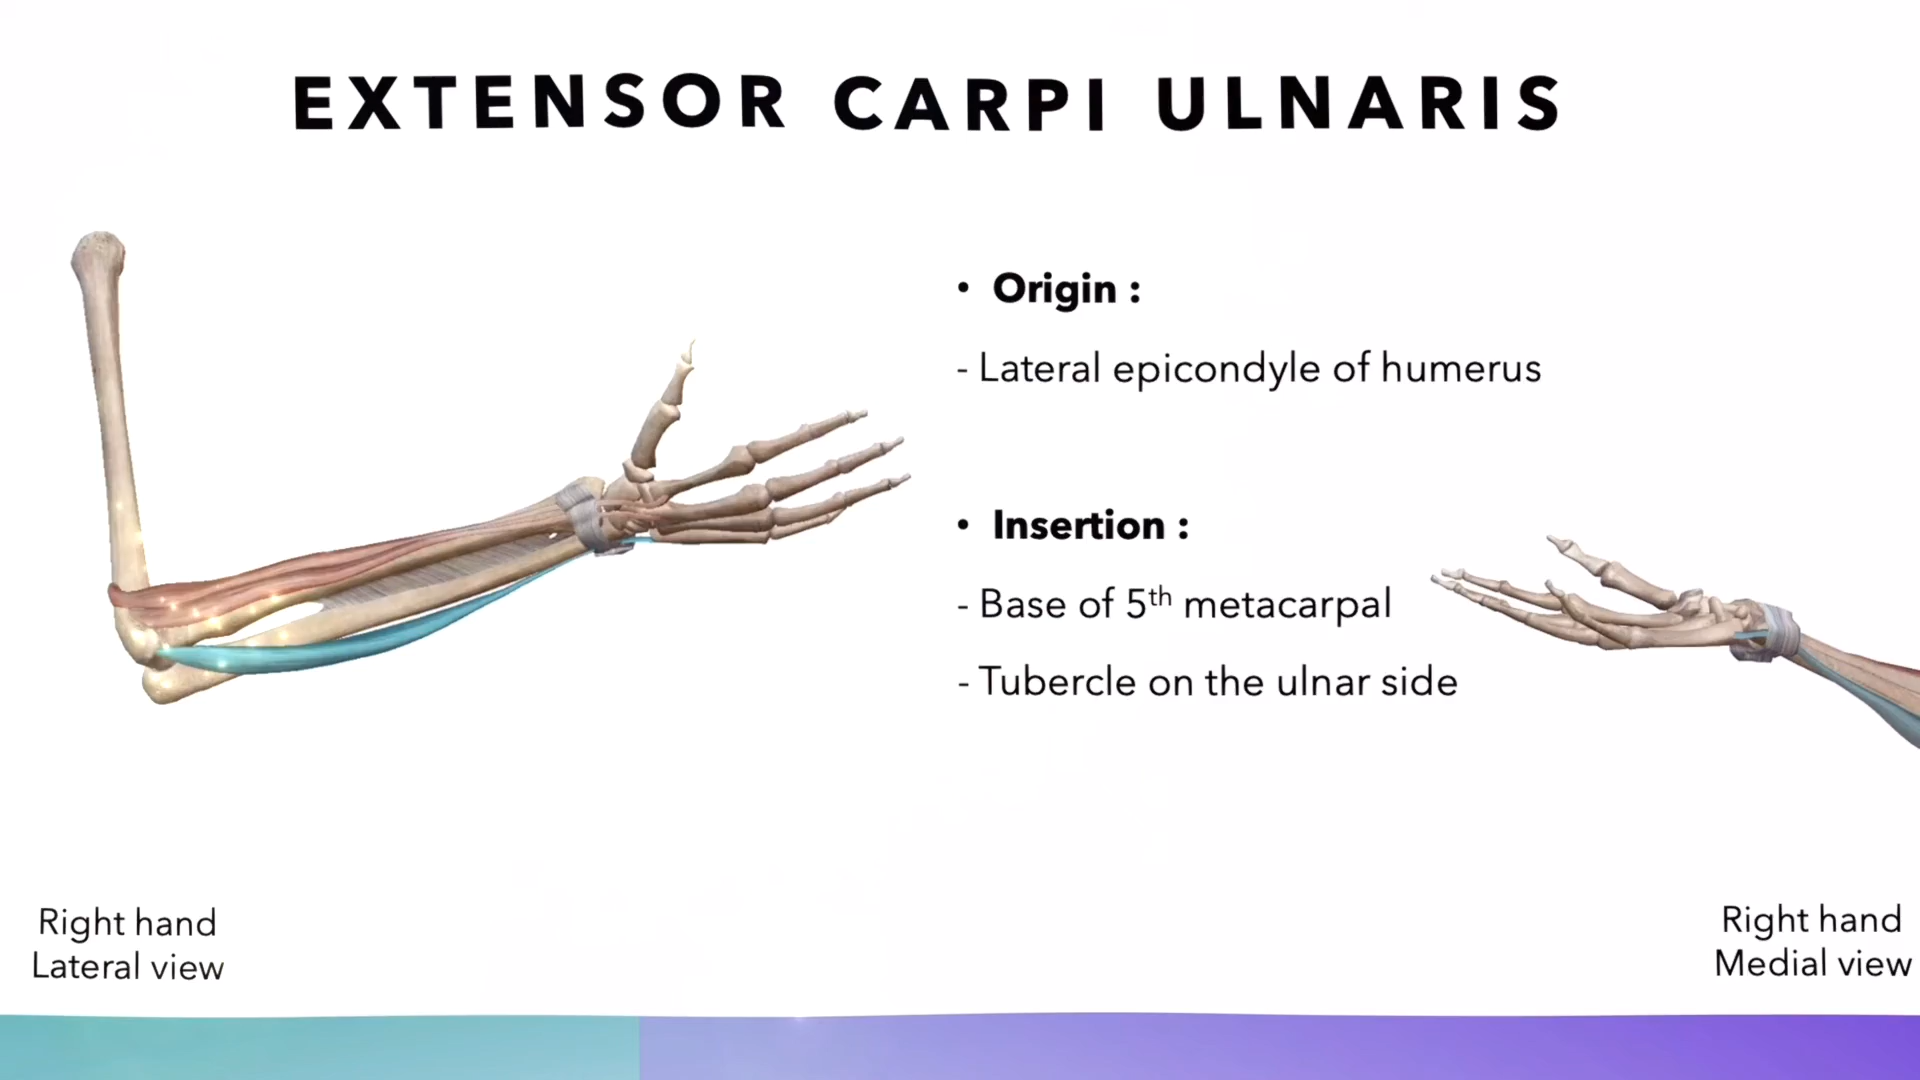 EXTENSOR CARPI ULNARIS
• Origin :
- Lateral epicondyle of humerus
• Insertion :
- Base of 5th metacarpal
- Tubercle on the ulnar side
Right hand
Lateral view
Right hand
Medial view